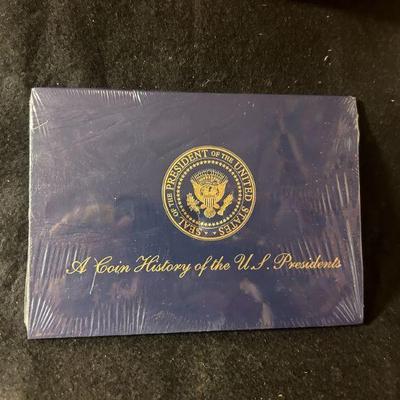 SEAL OF THE PRESIDENT OF THE UNITED STATES
A Coin History of the U.S. Presidents